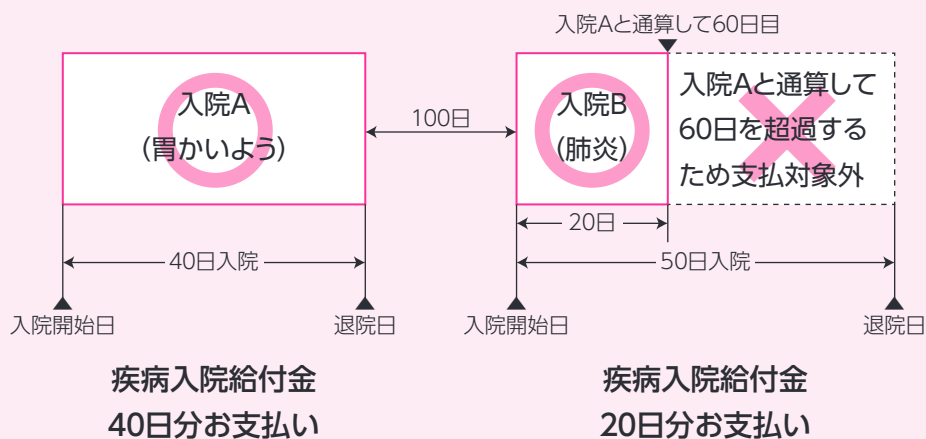 入院Aと通算して60日目
入院A
(胃かいよう)
100日
入院B
(肺炎)
入院Aと通算して
60日を超過する
ため支払対象外
20日
40日入院
50日入院
入院開始日
退院日
入院開始日
退院日
疾病入院給付金
40日分お支払い
疾病入院給付金
20日分お支払い